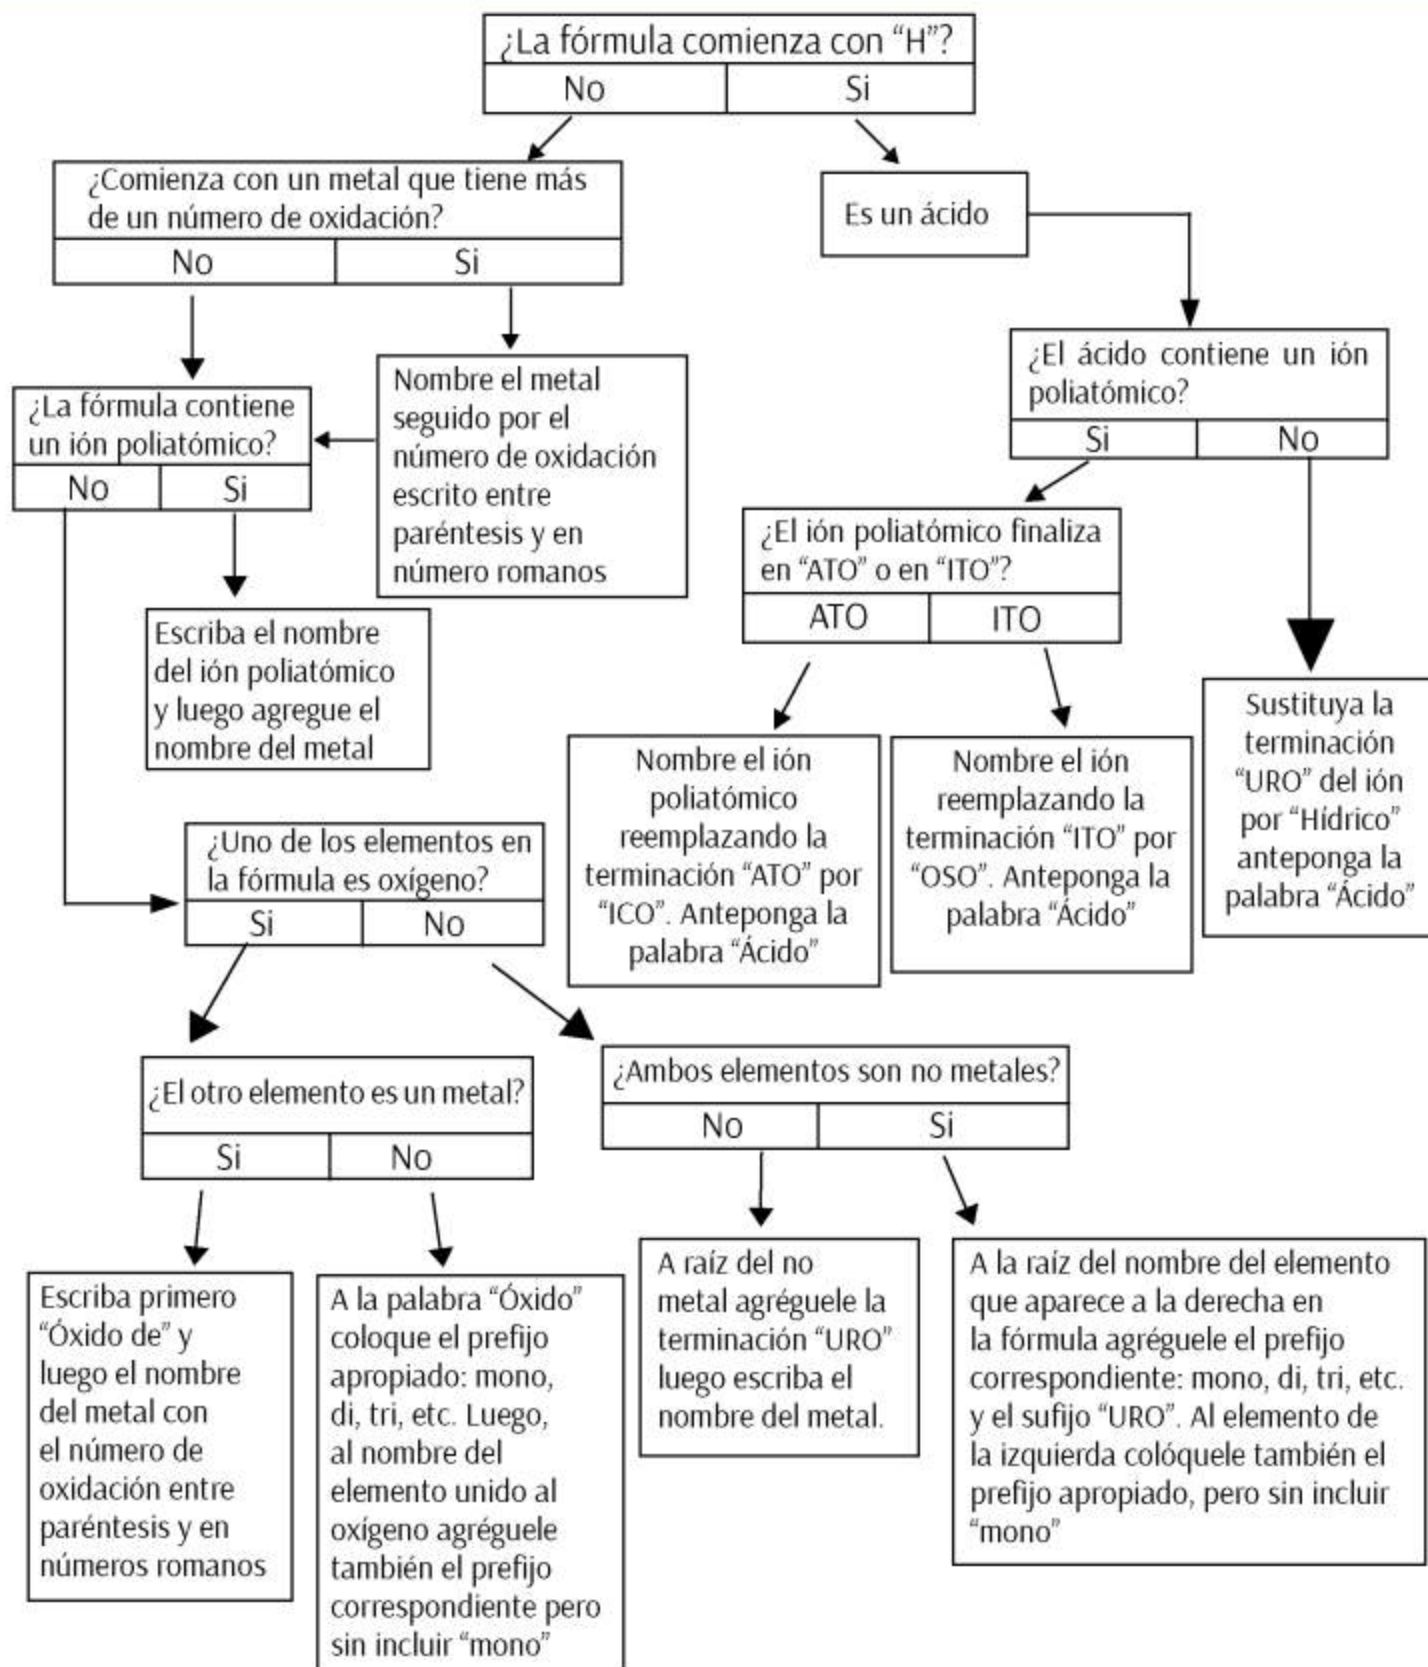 ¿La fórmula comienza con “H”?
No
Si
¿Comienza con un metal que tiene más
de un número de oxidación?
No
Si
Es un ácido
¿El ácido contiene un ión
poliatómico?
Si
No
¿La fórmula contiene
un ión poliatómico?
No
Si
Nombre el metal
seguido por el
número de oxidación
escrito entre
paréntesis y en
número romanos
¿El ión poliatómico finaliza
en “ATO” o en “ITO”?
ATO
ITO
Escriba el nombre
del ión poliatómico
y luego agregue el
nombre del metal
Nombre el ión
poliatómico
reemplazando la
terminación “ATO” por
“ICO”. Anteponga la
palabra “Ácido”
Nombre el ión
reemplazando la
terminación “ITO” por
“OSO”. Anteponga la
palabra “Ácido”
Sustituya la
terminación
“URO” del ión
por “Hídrico”
anteponga la
palabra “Ácido”
¿Uno de los elementos en
la fórmula es oxígeno?
Si
No
¿El otro elemento es un metal?
Si
No
¿Ambos elementos son no metales?
No
Si
Escriba primero
“Óxido de” y
luego el nombre
del metal con
el número de
oxidación entre
paréntesis y en
números romanos
A la palabra “Óxido”
coloque el prefijo
apropiado: mono,
di, tri, etc. Luego,
al nombre del
elemento unido al
oxígeno agréguele
también el prefijo
correspondiente pero
sin incluir “mono”
A raíz del no
metal agréguele la
terminación “URO”
luego escriba el
nombre del metal.
A la raíz del nombre del elemento
que aparece a la derecha en
la fórmula agréguele el prefijo
correspondiente: mono, di, tri, etc.
y el sufijo “URO”. Al elemento de
la izquierda colóquele también el
prefijo apropiado, pero sin incluir
“mono”